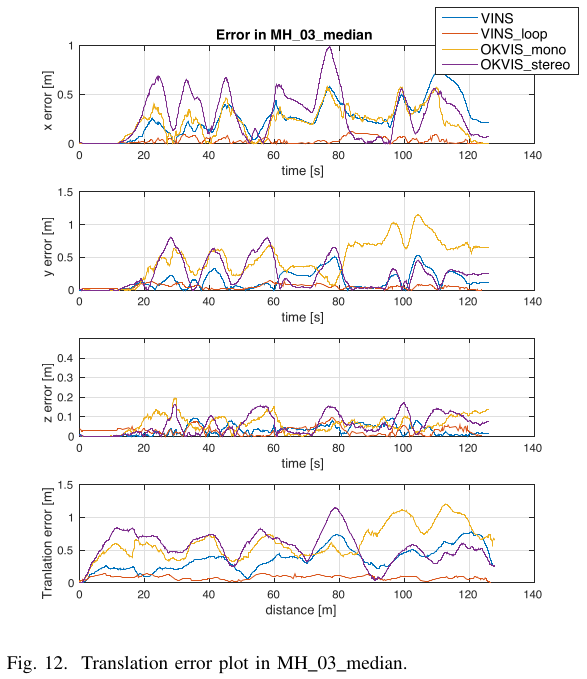 Error in MH_03_median
VINS
VINS_loop
OKVIS_mono
OKVIS_stereo
1
0.5
0
x error [m]
0 20 40 60 80 100 120 140
time [s]
1.5
1
0.5
0
y error [m]
0 20 40 60 80 100 120 140
time [s]
0.4
0.3
0.2
0.1
0
z error [m]
0 20 40 60 80 100 120 140
time [s]
1.5
1
0.5
0
Tranlation error [m]
0 20 40 60 80 100 120 140
distance [m]
Fig. 12. Translation error plot in MH_03_median.